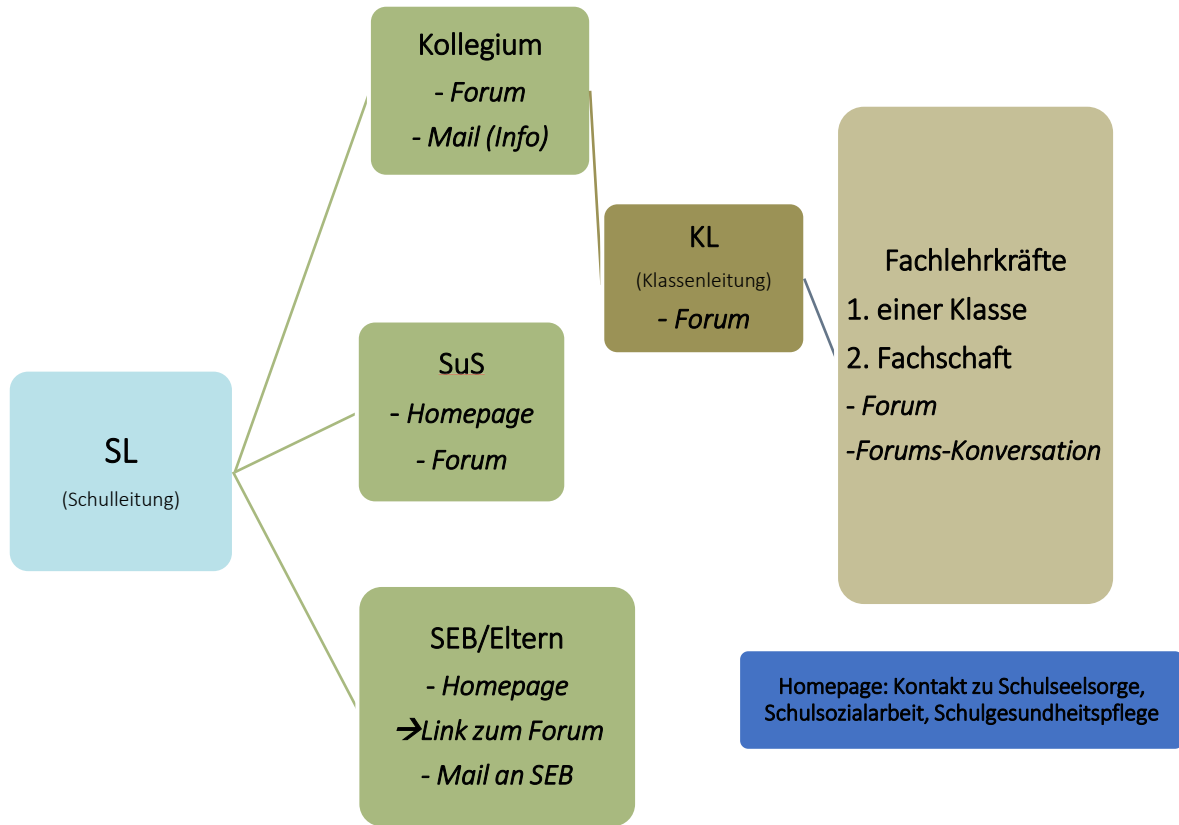 Kollegium
- Forum
- Mail (Info)
KL
(Klassenleitung)
- Forum
Fachlehrkräfte
1. einer Klasse
2. Fachschaft
- Forum
-Forums-Konversation
SuS
- Homepage
- Forum
SL
(Schulleitung)
SEB/Eltern
- Homepage
→Link zum Forum
- Mail an SEB
Homepage: Kontakt zu Schulseelsorge,
Schulsozialarbeit, Schulgesundheitspflege